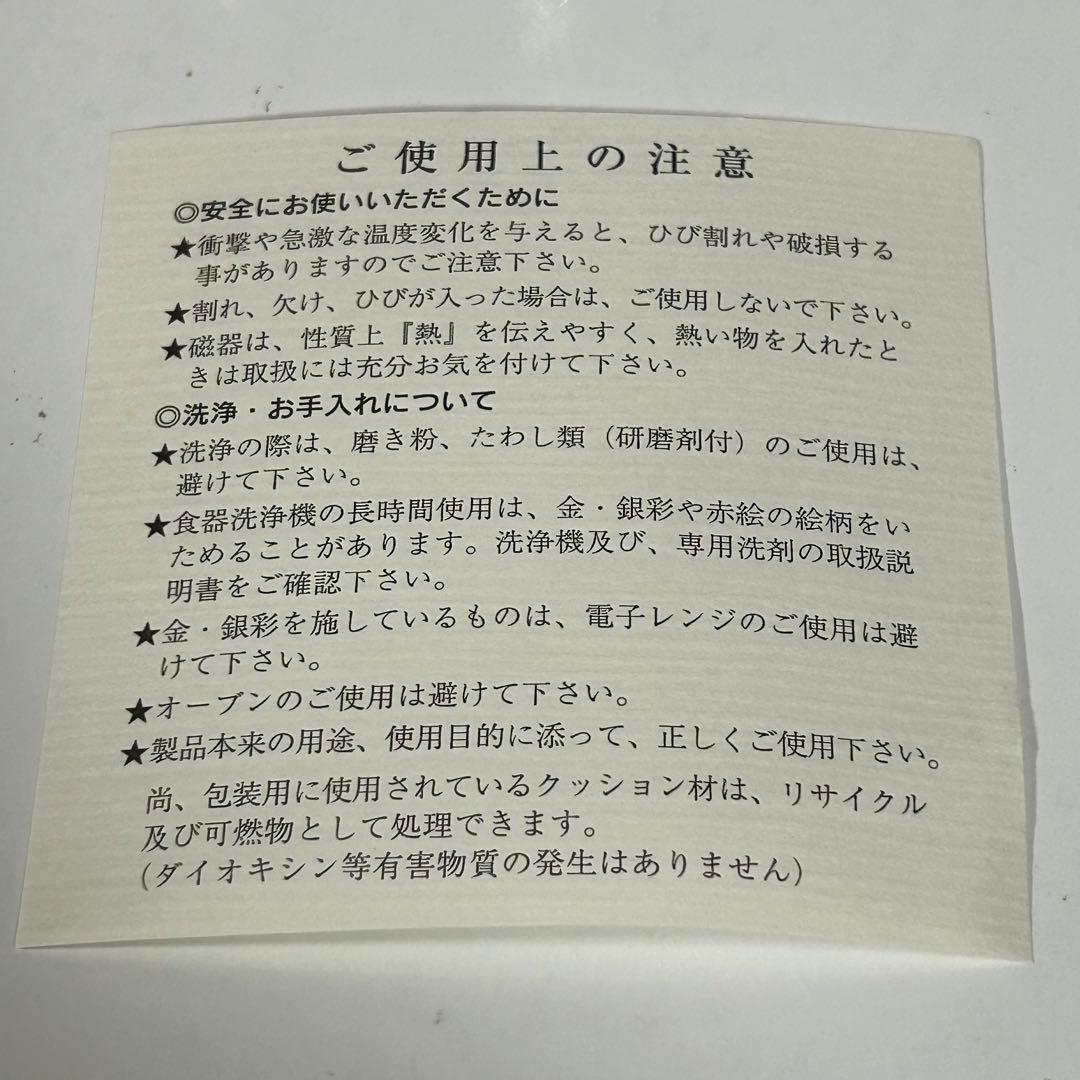 ご使用上の注意
◎安全にお使いいただくために
★衝撃や急激な温度変化を与えると、ひび割れや破損する
事がありますのでご注意下さい。
★割れ、欠け、ひびが入った場合は、ご使用しないで下さい。
★磁器は、性質上『熱』を伝えやすく、熱い物を入れたと
きは取扱には充分お気を付けて下さい。
◎洗浄・お手入れについて
★洗浄の際は、磨き粉、たわし類（研磨剤付）のご使用は、
避けて下さい。
★食器洗浄機の長時間使用は、金・銀彩や赤絵の絵柄をい
ためることがあります。洗浄機及び、専用洗剤の取扱説
明書をご確認下さい。
★金・銀彩を施しているものは、電子レンジのご使用は避
けて下さい。
★オーブンのご使用は避けて下さい。
★製品本来の用途、使用目的に添って、正しくご使用下さい。
尚、包装用に使用されているクッション材は、リサイクル
及び可燃物として処理できます。
(ダイオキシン等有害物質の発生はありません)